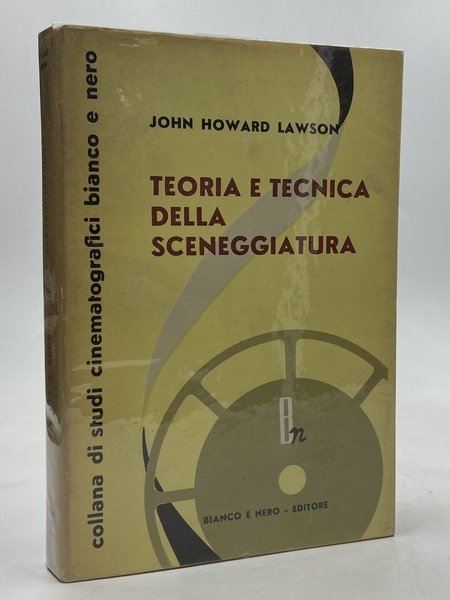 collana di studi cinematografici bianco e nero
JOHN HOWARD LAWSON
TEORIA E TECNICA
DELLA
SCENEGGIATURA
Bn
BIANCO E NERO - EDITORE